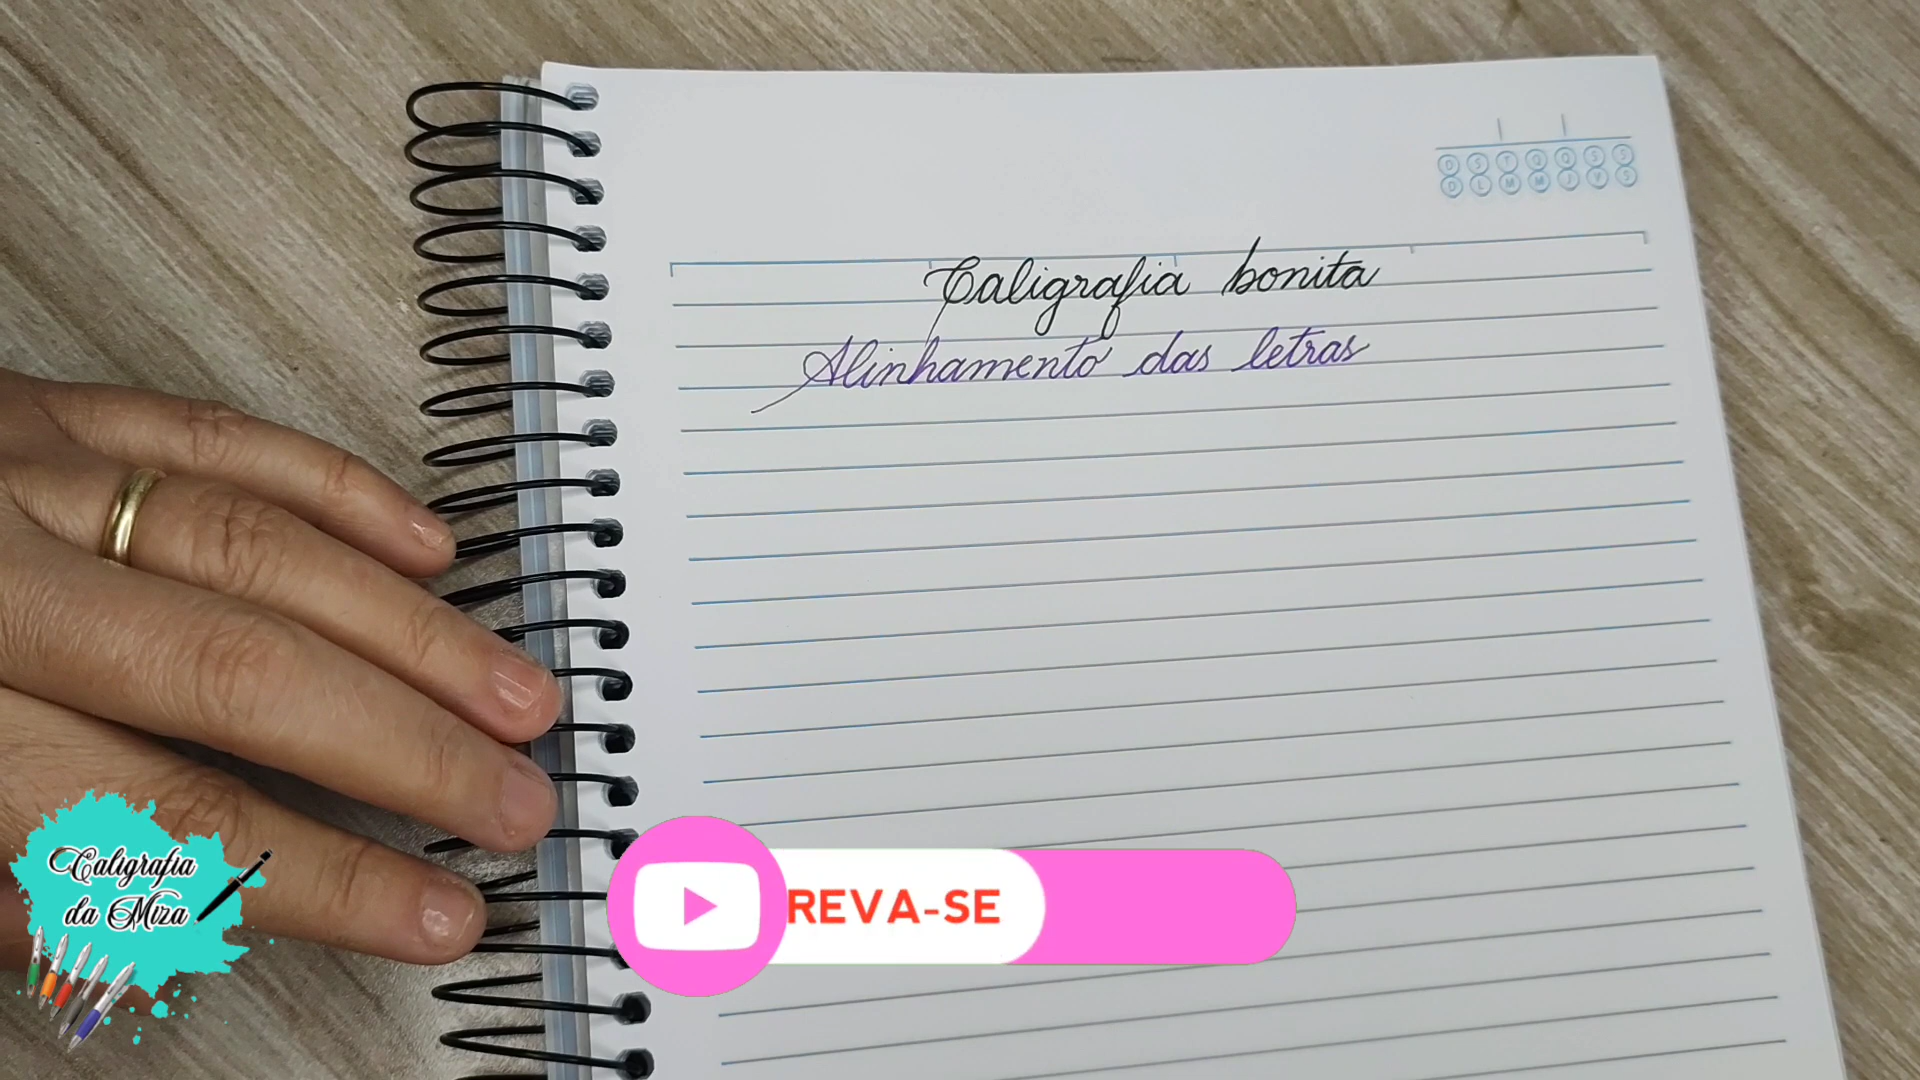 D S T Q Q S S
D L M M J V S
Caligrafia bonita
Alinhamento das letras
Caligrafia
da Miza
REVA-SE